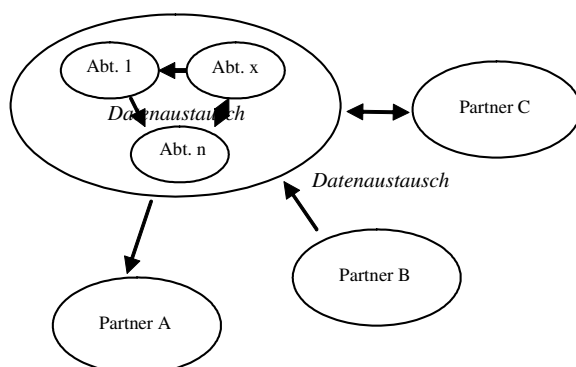 Abt. 1
Abt. x
Datenaustausch
Abt. n
Partner C
Datenaustausch
Partner B
Partner A